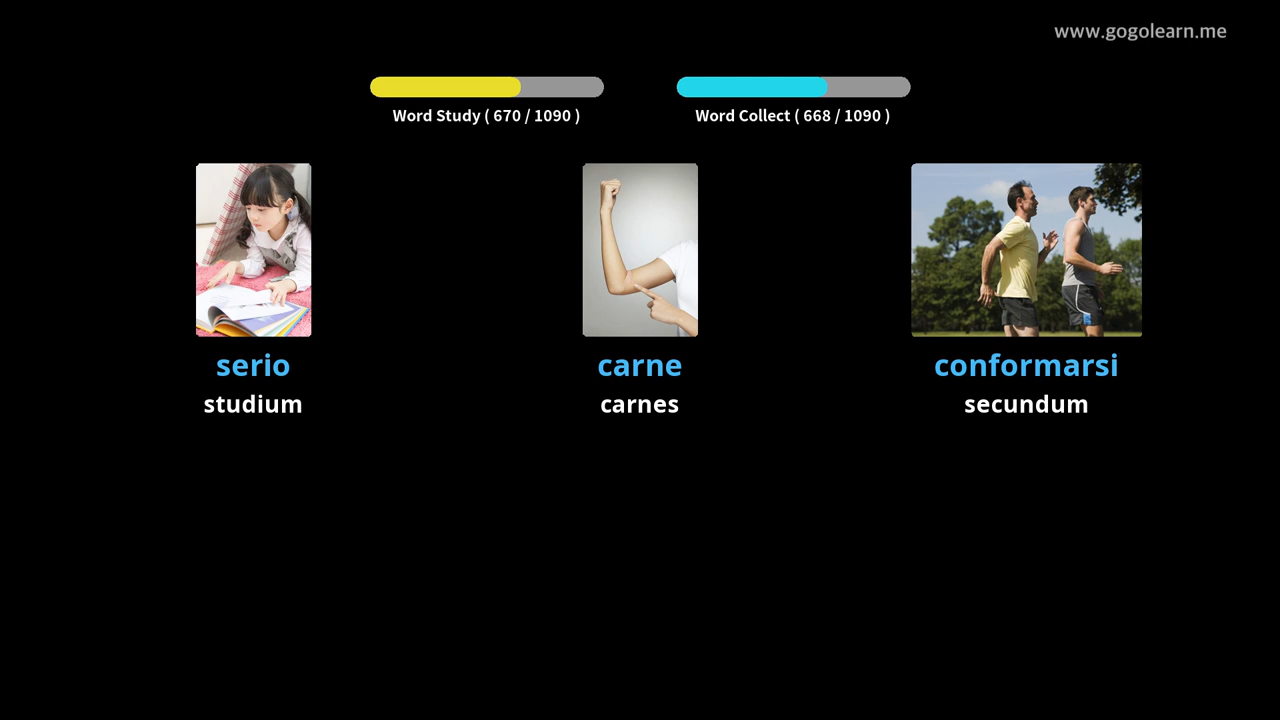 www.gogolearn.me
Word Study ( 670 / 1090 )
Word Collect ( 668 / 1090 )
serio
studium
carne
carnes
conformarsi
secundum